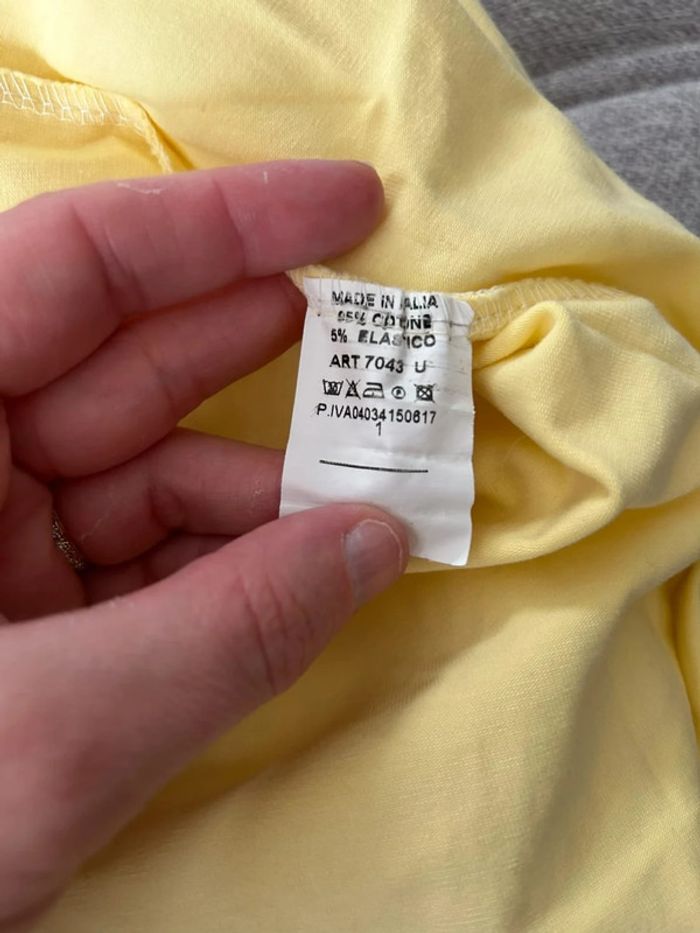 MADE IN ITALIA
95% COTONE
5% ELASTICO
ART 7043 U
P.IVA04034150617
1